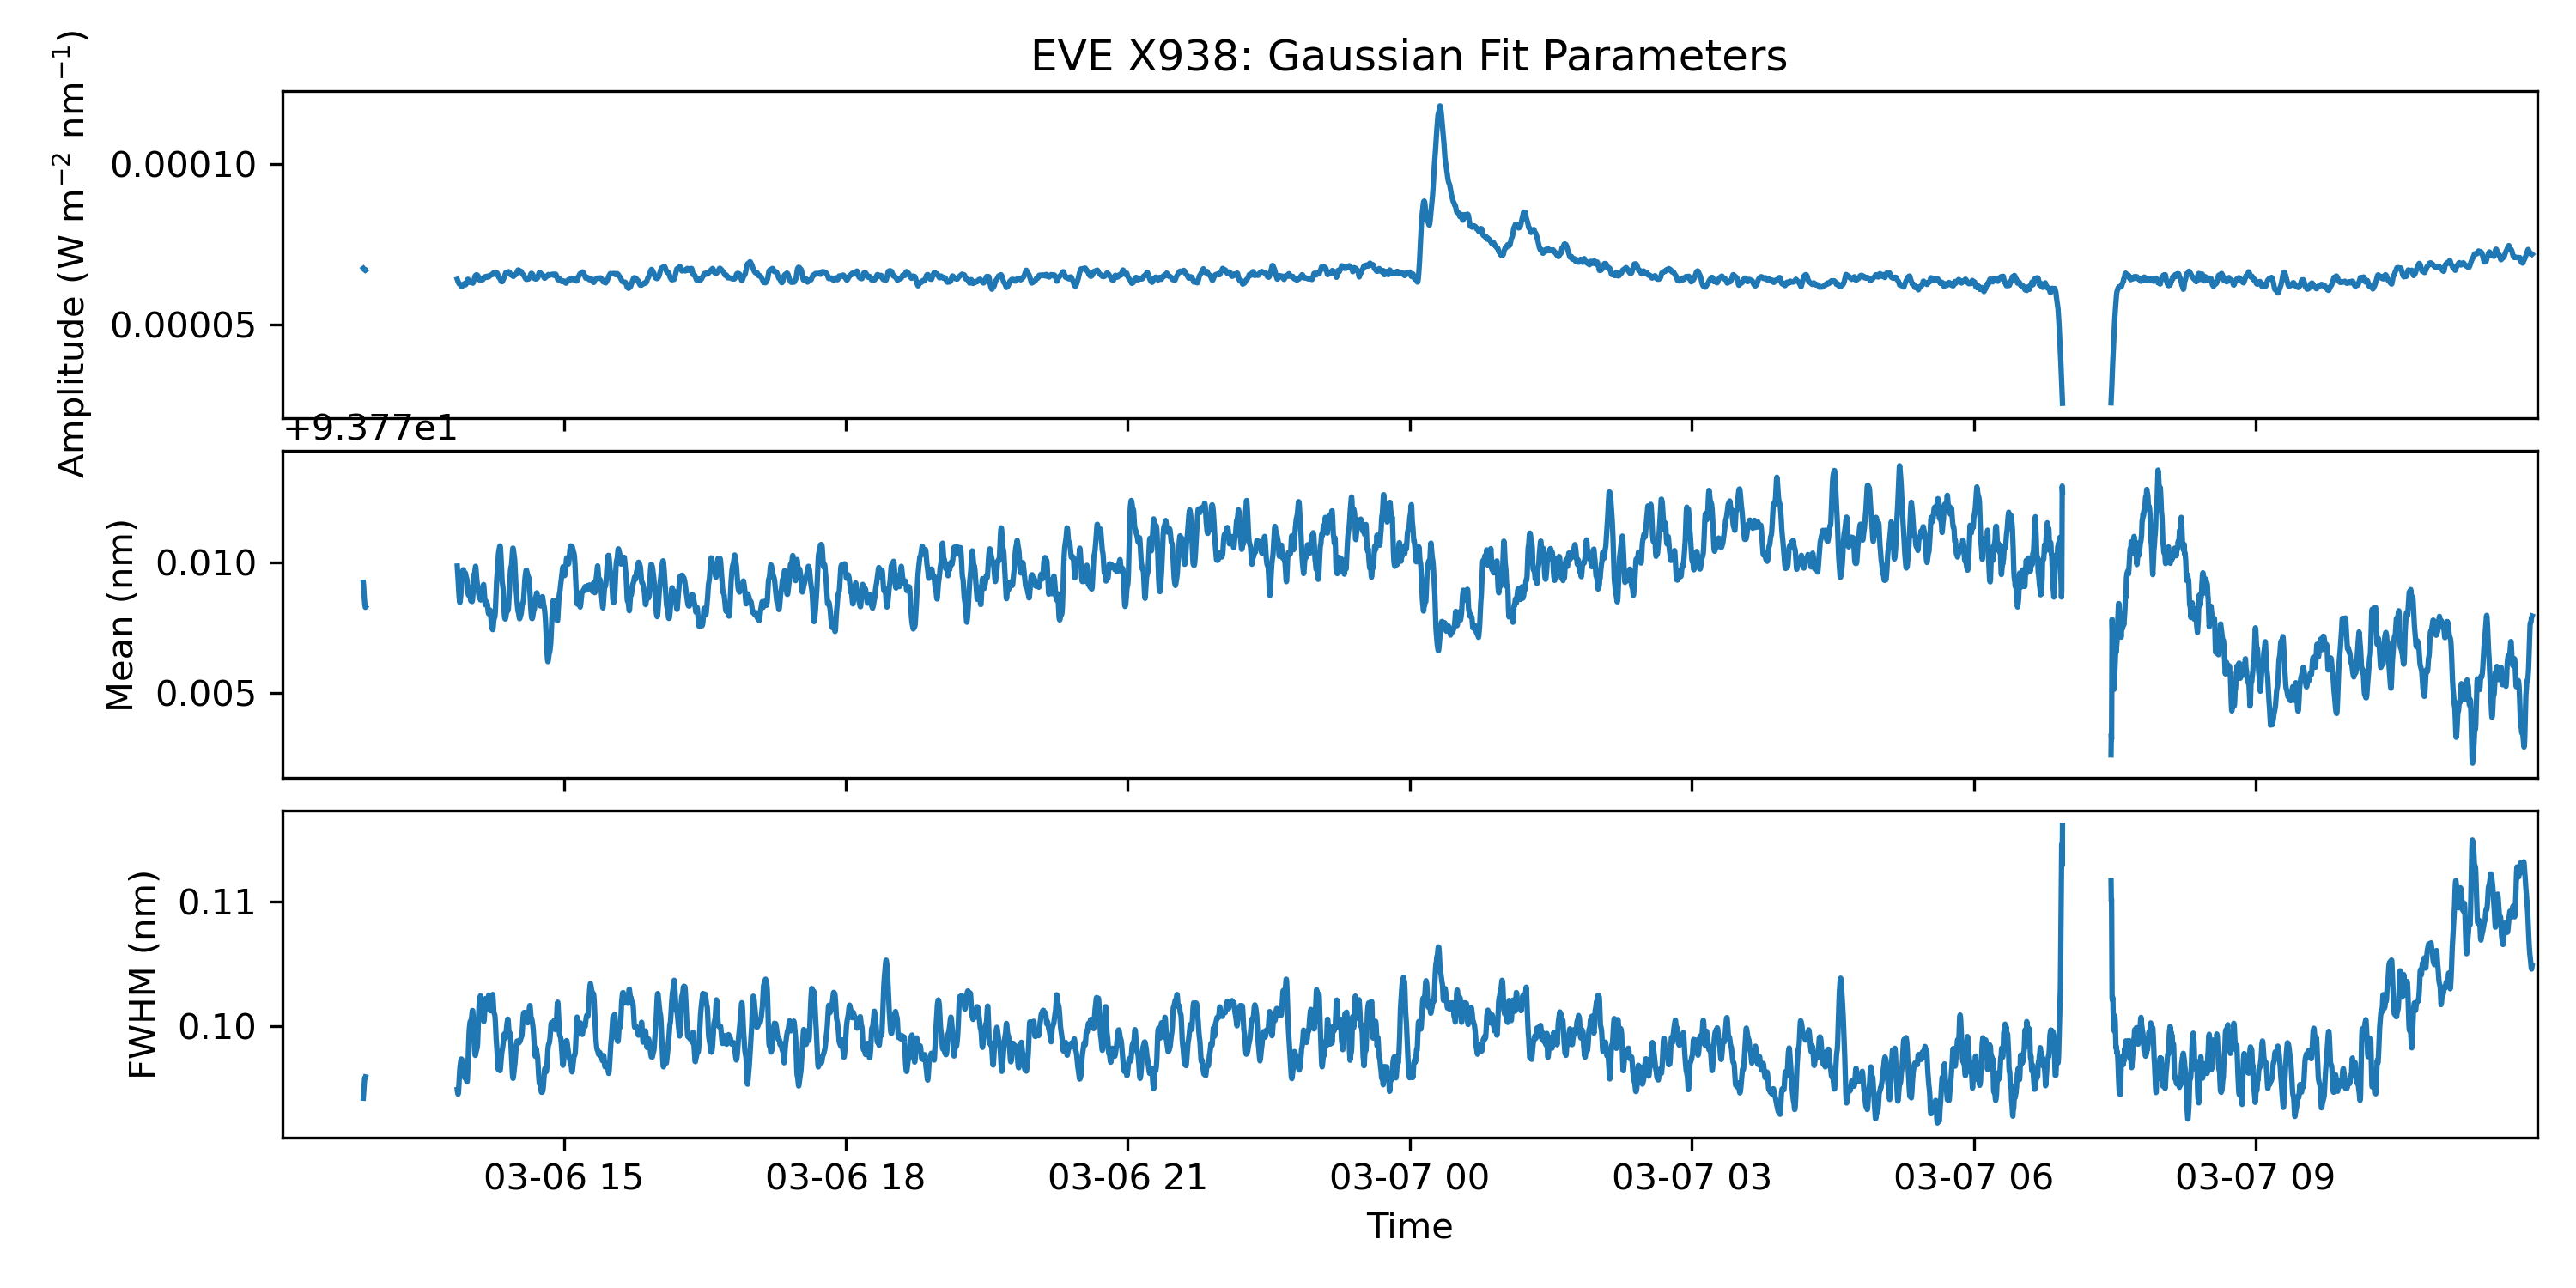 EVE X938: Gaussian Fit Parameters
Amplitude (W m⁻² nm⁻¹)
0.00010
0.00005
+9.377e1
Mean (nm)
0.010
0.005
FWHM (nm)
0.11
0.10
03-06 15 03-06 18 03-06 21 03-07 00 03-07 03 03-07 06 03-07 09
Time